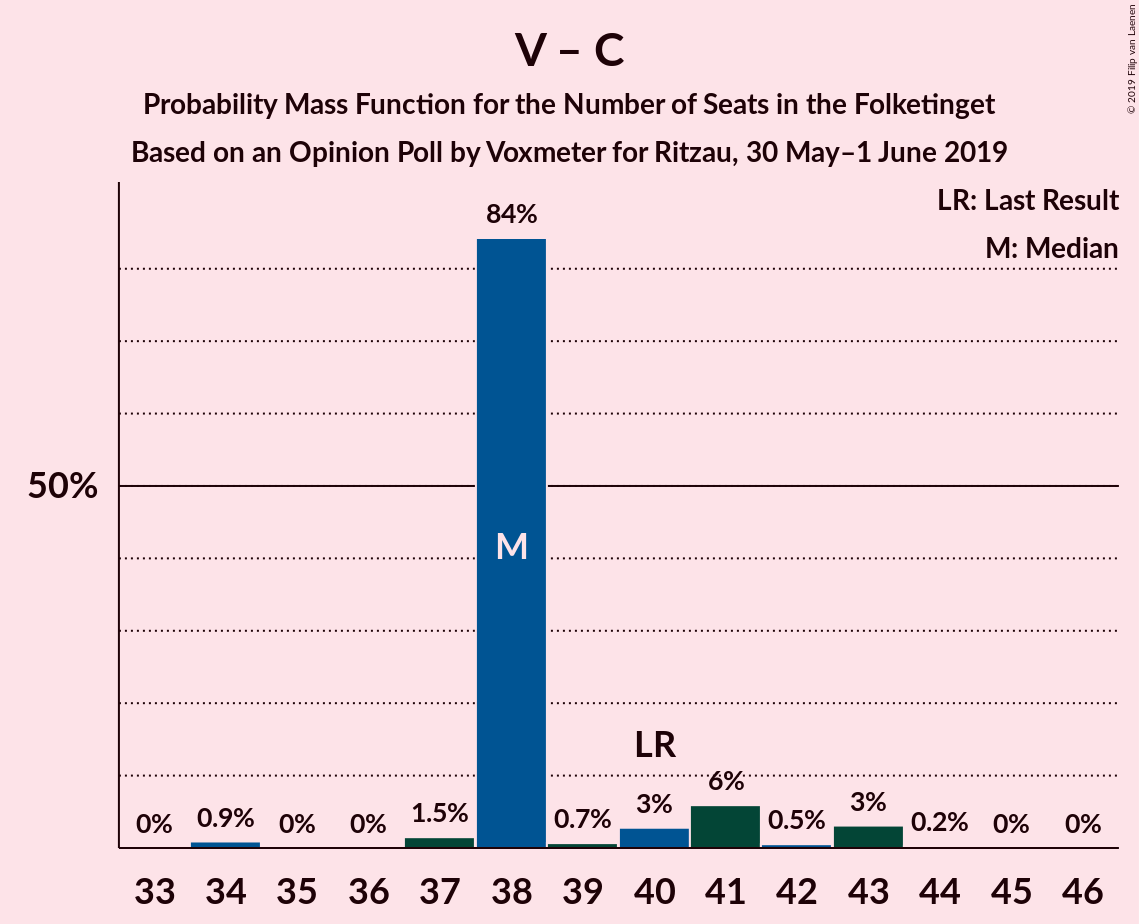 V – C
Probability Mass Function for the Number of Seats in the Folketinget
Based on an Opinion Poll by Voxmeter for Ritzau, 30 May–1 June 2019
© 2019 Filip van Laenen
LR: Last Result
M: Median
84%
50%
M
LR
0% 0.9% 0% 0% 1.5% 0.7% 3% 6% 0.5% 3% 0.2% 0% 0%
33 34 35 36 37 38 39 40 41 42 43 44 45 46